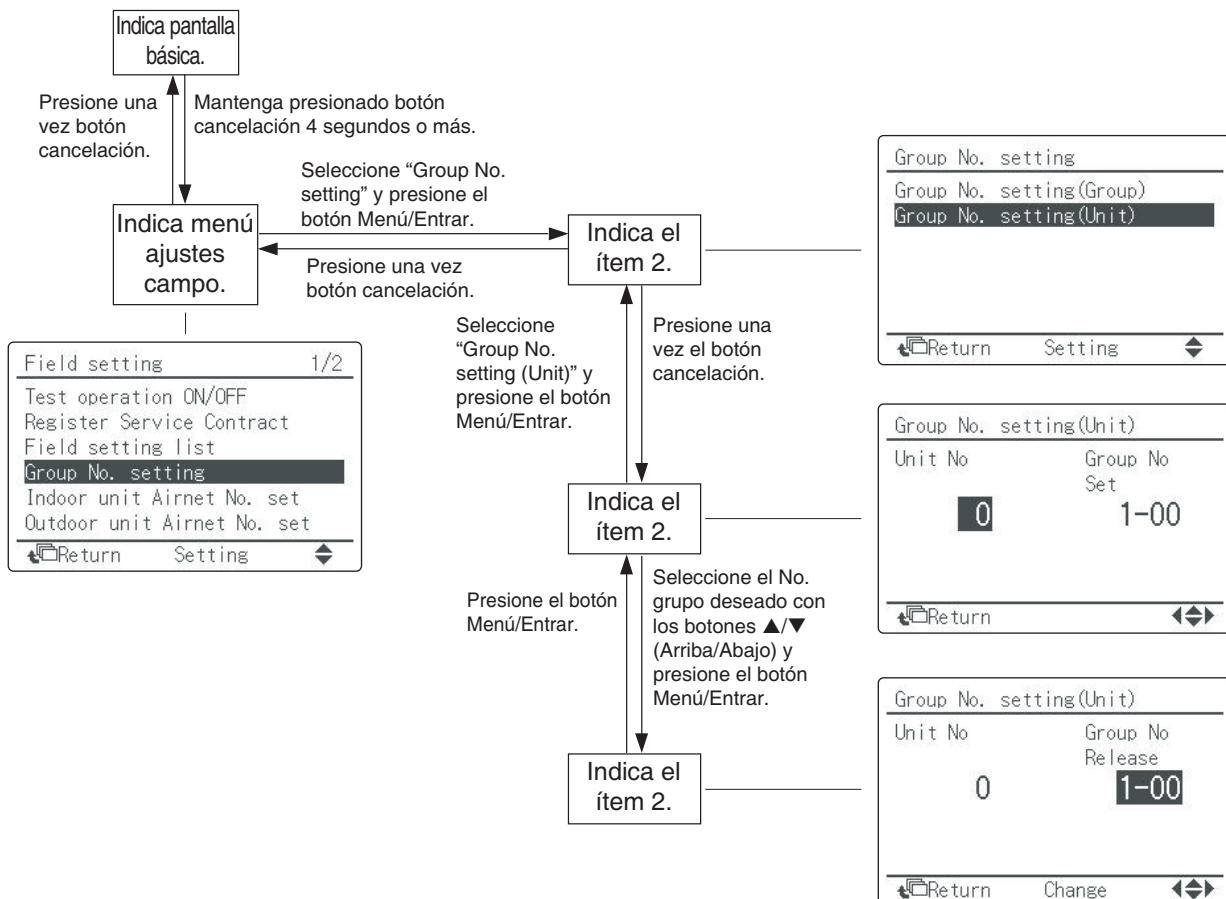 Indica pantalla
básica.
Presione una
vez botón
cancelación.
Mantenga presionado botón
cancelación 4 segundos o más.
Indica menú
ajustes
campo.
Seleccione “Group No.
setting” y presione el
botón Menú/Entrar.
Presione una vez
botón cancelación.
Indica el
ítem 2.
Group No. setting
Group No. setting(Group)
Group No. setting(Unit)
Return Setting
Field setting 1/2
Test operation ON/OFF
Register Service Contract
Field setting list
Group No. setting
Indoor unit Airnet No. set
Outdoor unit Airnet No. set
Return Setting
Seleccione
“Group No.
setting (Unit)” y
presione el botón
Menú/Entrar.
Presione una
vez el botón
cancelación.
Indica el
ítem 2.
Group No. setting(Unit)
Unit No Group No
Set
0 1-00
Return
Presione el botón
Menú/Entrar.
Seleccione el No.
grupo deseado con
los botones ▲/▼
(Arriba/Abajo) y
presione el botón
Menú/Entrar.
Indica el
ítem 2.
Group No. setting(Unit)
Unit No Group No
Release
0 1-00
Return Change